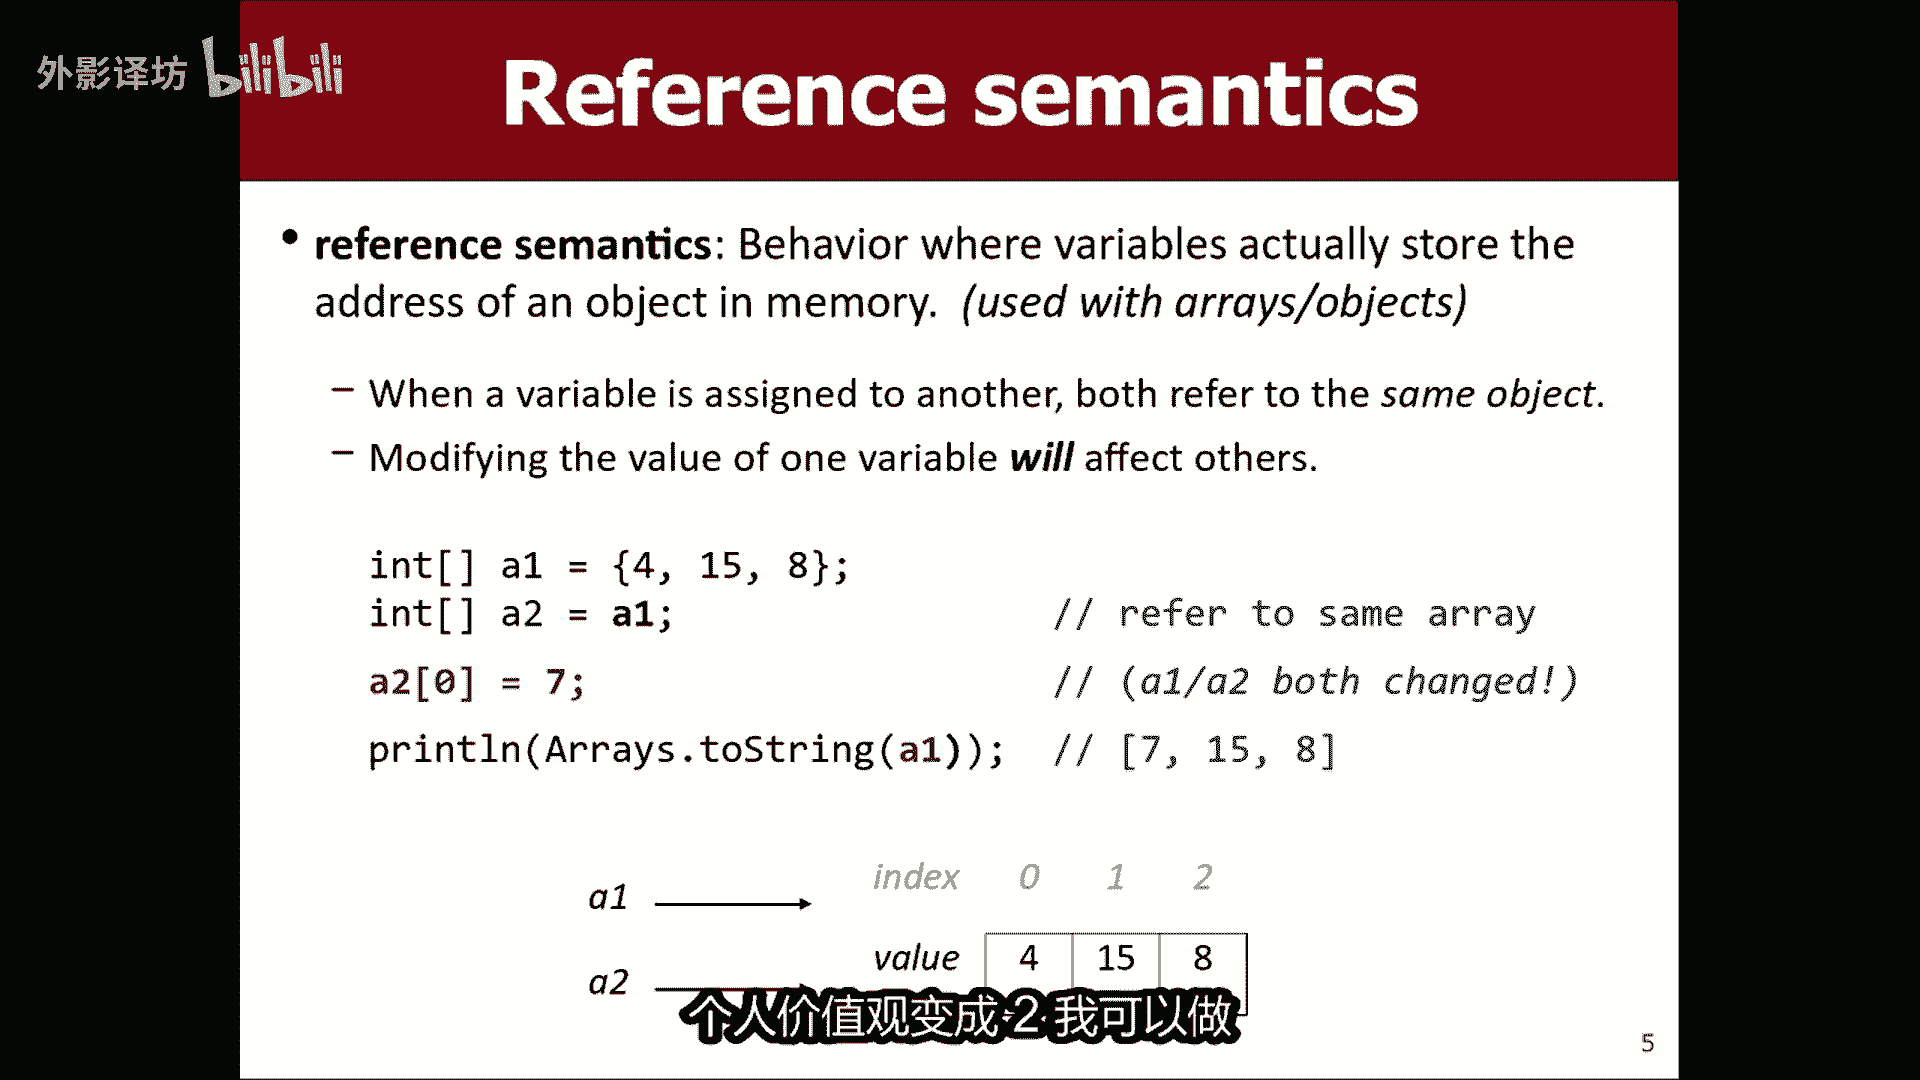 外影译坊 bilibili
Reference semantics
• reference semantics: Behavior where variables actually store the
address of an object in memory. (used with arrays/objects)
– When a variable is assigned to another, both refer to the same object.
– Modifying the value of one variable will affect others.
int[] a1 = {4, 15, 8};
int[] a2 = a1; // refer to same array
a2[0] = 7; // (a1/a2 both changed!)
println(Arrays.toString(a1)); // [7, 15, 8]
index 0 1 2
a1
value 4 15 8
a2
个人价值观变成 2 我可以做
5